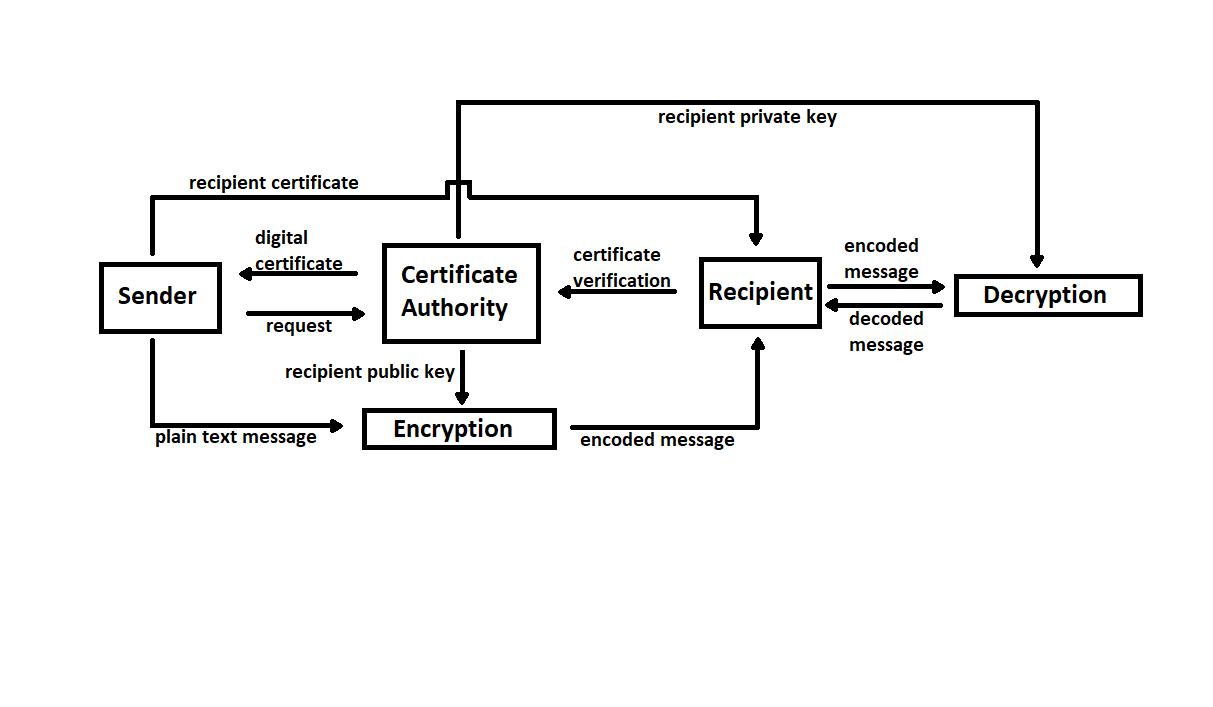 recipient private key
recipient certificate
digital
certificate
Sender
request
Certificate
Authority
certificate
verification
Recipient
encoded
message
Decryption
decoded
message
recipient public key
plain text message
Encryption
encoded message